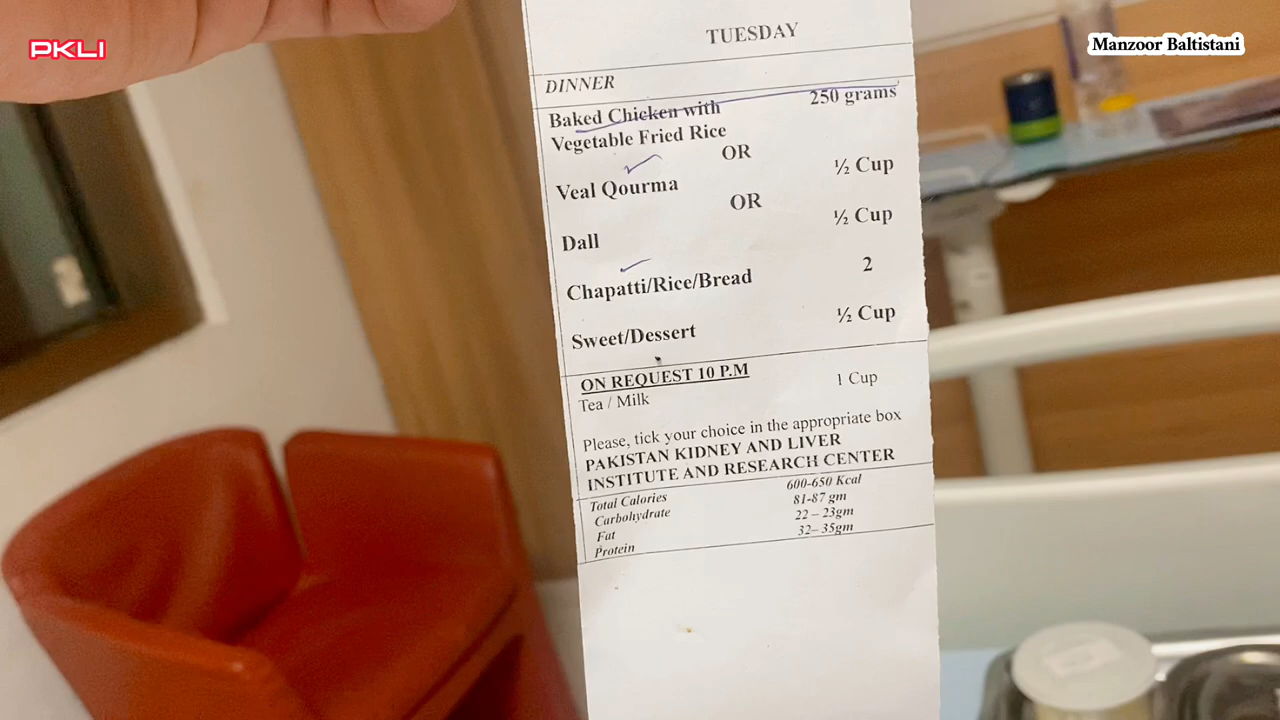 PKLI
Manzoor Baltistani
TUESDAY
DINNER
Baked Chicken with 250 grams
Vegetable Fried Rice
OR
Veal Qourma ½ Cup
OR
Dall ½ Cup
Chapatti/Rice/Bread 2
Sweet/Dessert ½ Cup
ON REQUEST 10 P.M
Tea / Milk 1 Cup
Please, tick your choice in the appropriate box
PAKISTAN KIDNEY AND LIVER
INSTITUTE AND RESEARCH CENTER
Total Calories 600-650 Kcal
Carbohydrate 81-87 gm
Fat 22 – 23gm
Protein 32– 35gm